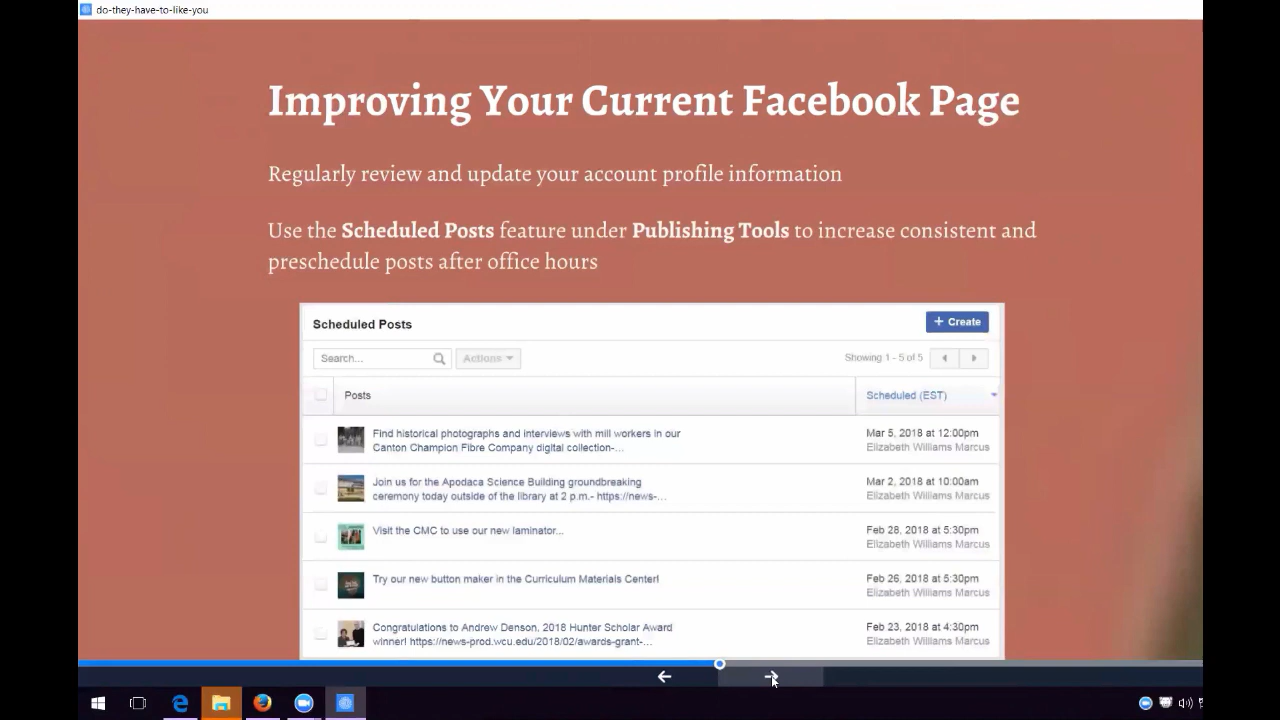 do-they-have-to-like-you
Improving Your Current Facebook Page
Regularly review and update your account profile information
Use the Scheduled Posts feature under Publishing Tools to increase consistent and
preschedule posts after office hours
Scheduled Posts
+ Create
Search...
Actions
Showing 1 - 5 of 5
Posts
Scheduled (EST)
Find historical photographs and interviews with mill workers in our
Canton Champion Fibre Company digital collection-...
Mar 5, 2018 at 12:00pm
Elizabeth Williams Marcus
Join us for the Apodaca Science Building groundbreaking
ceremony today outside of the library at 2 p.m.- https://news-...
Mar 2, 2018 at 10:00am
Elizabeth Williams Marcus
Visit the CMC to use our new laminator...
Feb 28, 2018 at 5:30pm
Elizabeth Williams Marcus
Try our new button maker in the Curriculum Materials Center!
Feb 26, 2018 at 5:30pm
Elizabeth Williams Marcus
Congratulations to Andrew Denson, 2018 Hunter Scholar Award
winner! https://news-prod.wcu.edu/2018/02/awards-grant-...
Feb 23, 2018 at 4:30pm
Elizabeth Williams Marcus